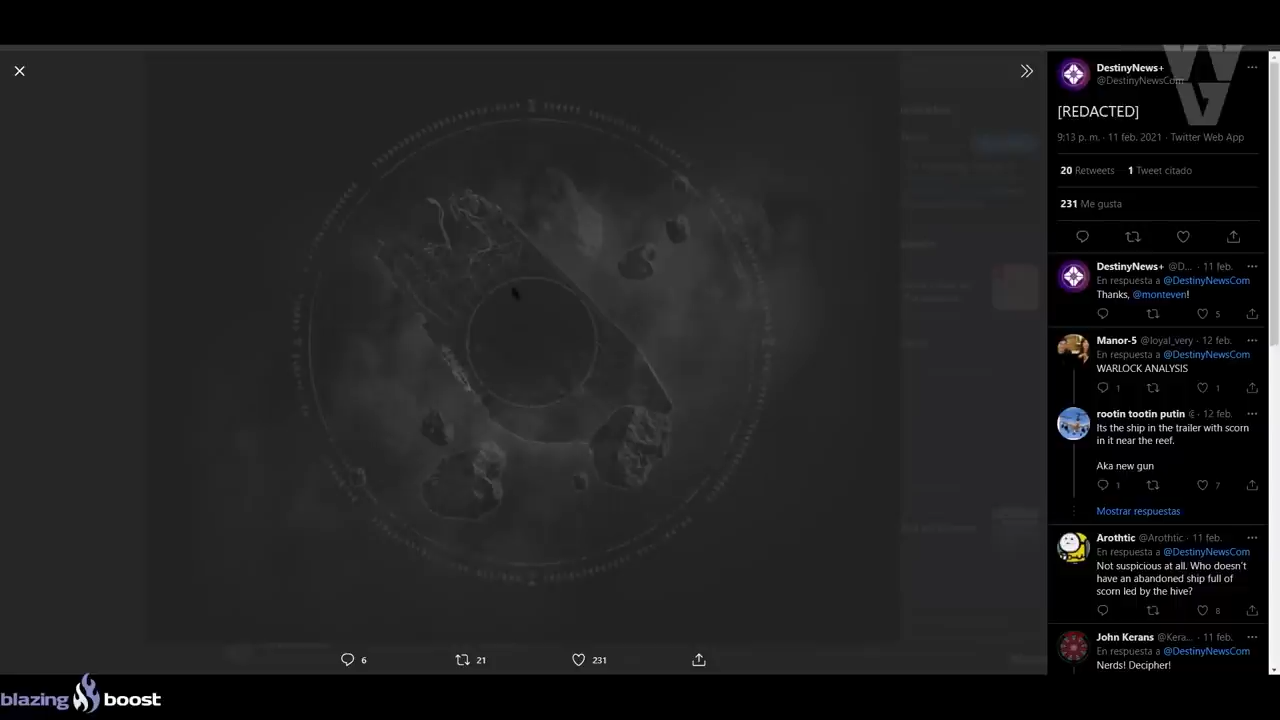 DestinyNews+
@DestinyNewsCom
[REDACTED]
9:13 p. m. · 11 feb. 2021 · Twitter Web App
20 Retweets 1 Tweet citado
231 Me gusta
DestinyNews+ @D... · 11 feb.
En respuesta a @DestinyNewsCom
Thanks, @monteven!
5
Manor-5 @loyal_very · 12 feb.
En respuesta a @DestinyNewsCom
WARLOCK ANALYSIS
1 1
rootin tootin putin · 12 feb.
Its the ship in the trailer with scorn
in it near the reef.
Aka new gun
1 7
Mostrar respuestas
Arothtic @Arothtic · 11 feb.
En respuesta a @DestinyNewsCom
Not suspicious at all. Who doesn't
have an abandoned ship full of
scorn led by the hive?
8
John Kerans @Kera... · 11 feb.
En respuesta a @DestinyNewsCom
Nerds! Decipher!
6 21 231
blazing boost